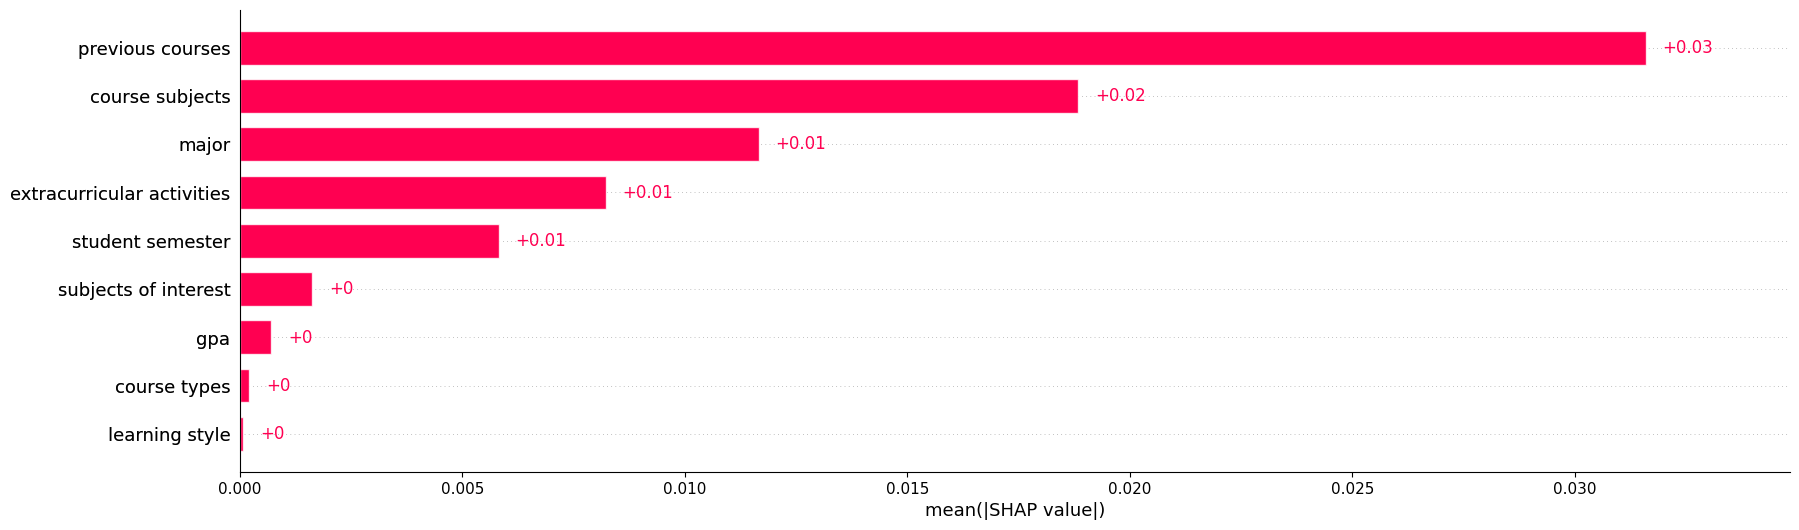 previous courses +0.03
course subjects +0.02
major +0.01
extracurricular activities +0.01
student semester +0.01
subjects of interest +0
gpa +0
course types +0
learning style +0
0.000 0.005 0.010 0.015 0.020 0.025 0.030
mean(|SHAP value|)